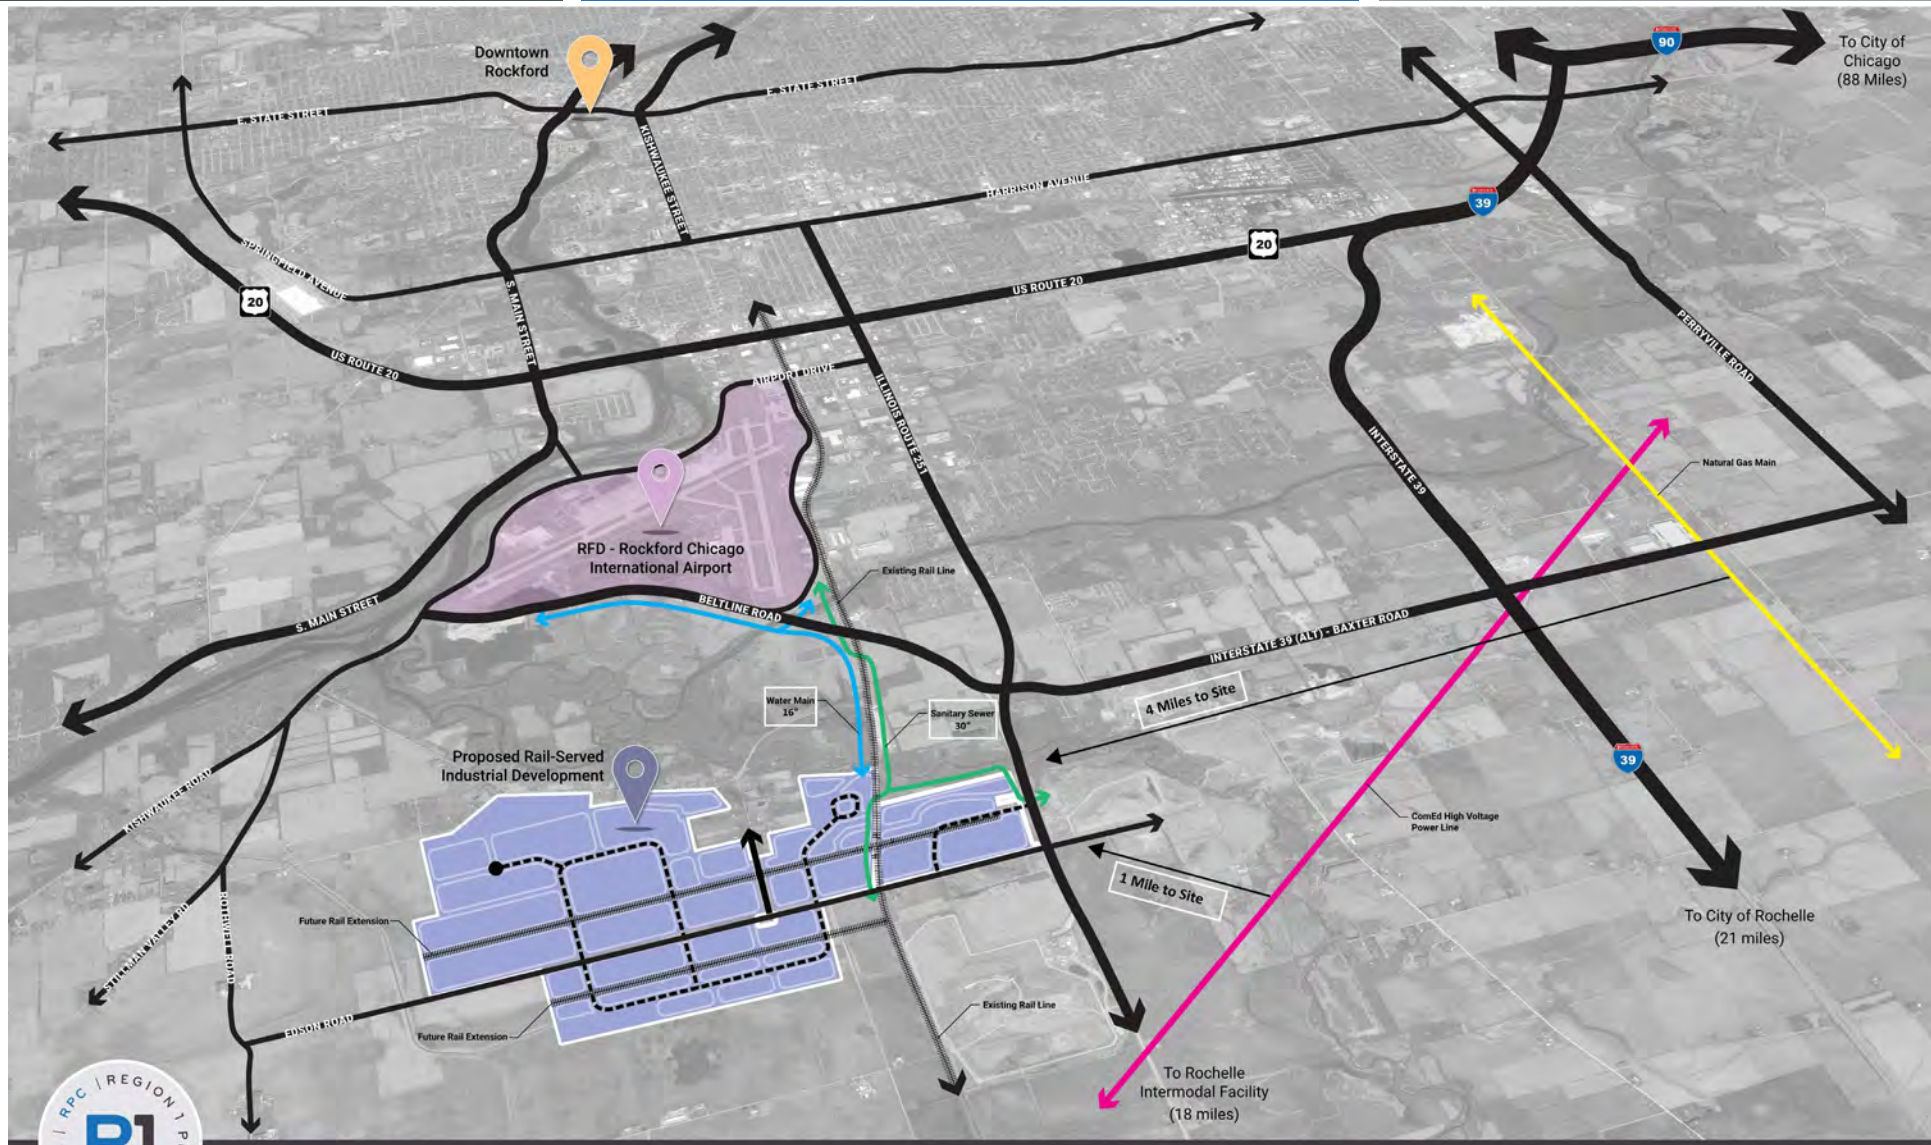 Downtown
Rockford
90
To City of
Chicago
(88 Miles)
E. STATE STREET
E. STATE STREET
KISHWAUKEE STREET
HARRISON AVENUE
39
20
SPRINGFIELD AVENUE
20
S. MAIN STREET
US ROUTE 20
US ROUTE 20
PERRYVILLE ROAD
AIRPORT DRIVE
ILLINOIS ROUTE 251
INTERSTATE 39
Natural Gas Main
RFD - Rockford Chicago
International Airport
Existing Rail Line
BELTLINE ROAD
S. MAIN STREET
INTERSTATE 39 (ALT) - BAXTER ROAD
4 Miles to Site
Water Main
16"
Sanitary Sewer
30"
Proposed Rail-Served
Industrial Development
39
KISHWAUKEE ROAD
ComEd High Voltage
Power Line
1 Mile to Site
To City of Rochelle
(21 miles)
Future Rail Extension
STILLMAN VALLEY RD
ROTHWELL ROAD
Existing Rail Line
EDSON ROAD
Future Rail Extension
To Rochelle
Intermodal Facility
(18 miles)
| RPC | REGION 1 P
R1